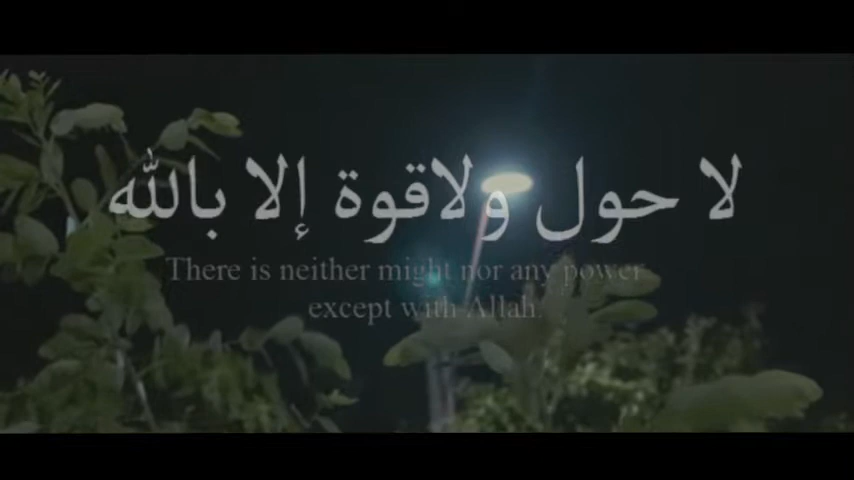 لا حول ولاقوة إلا بالله
There is neither might nor any power
except with Allah.